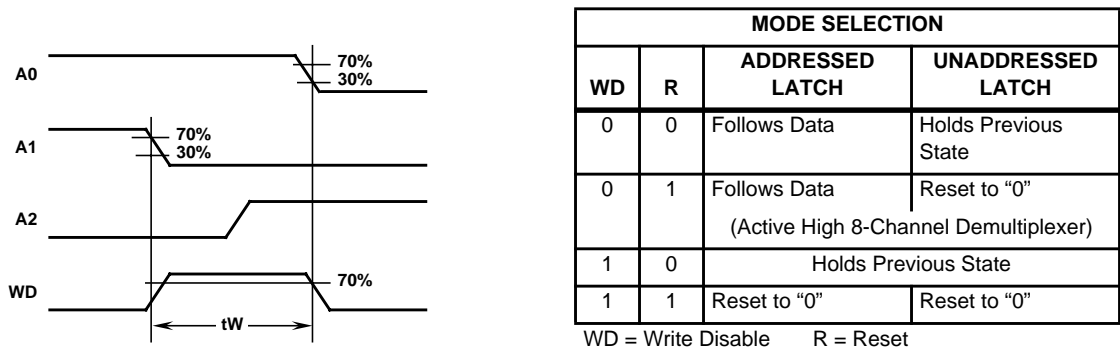 A0
70%
30%
A1
70%
30%
A2
WD
70%
tW
MODE SELECTION
WD R ADDRESSED LATCH UNADDRESSED LATCH
0 0 Follows Data Holds Previous
State
0 1 Follows Data Reset to “0”
(Active High 8-Channel Demultiplexer)
1 0 Holds Previous State
1 1 Reset to “0” Reset to “0”
WD = Write Disable R = Reset